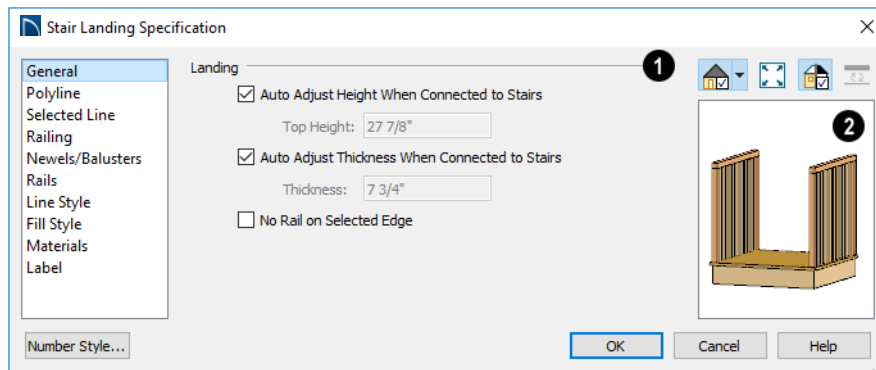 Stair Landing Specification
General
Polyline
Selected Line
Railing
Newels/Balusters
Rails
Line Style
Fill Style
Materials
Label
Landing
1
Auto Adjust Height When Connected to Stairs
Top Height: 27 7/8"
Auto Adjust Thickness When Connected to Stairs
Thickness: 7 3/4"
No Rail on Selected Edge
2
Number Style...
OK
Cancel
Help